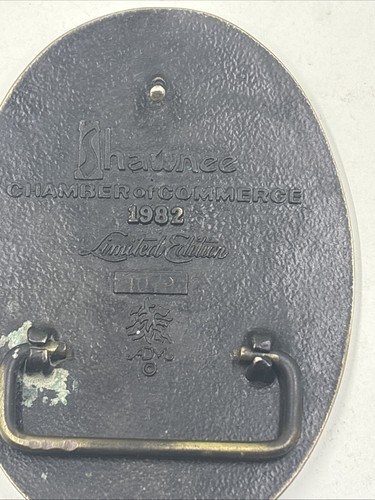 Shawnee
CHAMBER OF COMMERCE
1982
Limited Edition
ADM
©